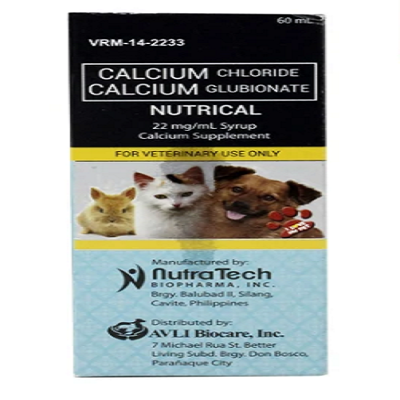 60 mL
VRM-14-2233
CALCIUM CHLORIDE
CALCIUM GLUBIONATE
NUTRICAL
22 mg/mL Syrup
Calcium Supplement
FOR VETERINARY USE ONLY
Manufactured by:
NutraTech
BIOPHARMA, INC.
Brgy. Balubad II, Silang,
Cavite, Philippines
Distributed by:
AVLI Biocare, Inc.
7 Michael Rua St. Better
Living Subd. Brgy. Don Bosco,
Parañaque City